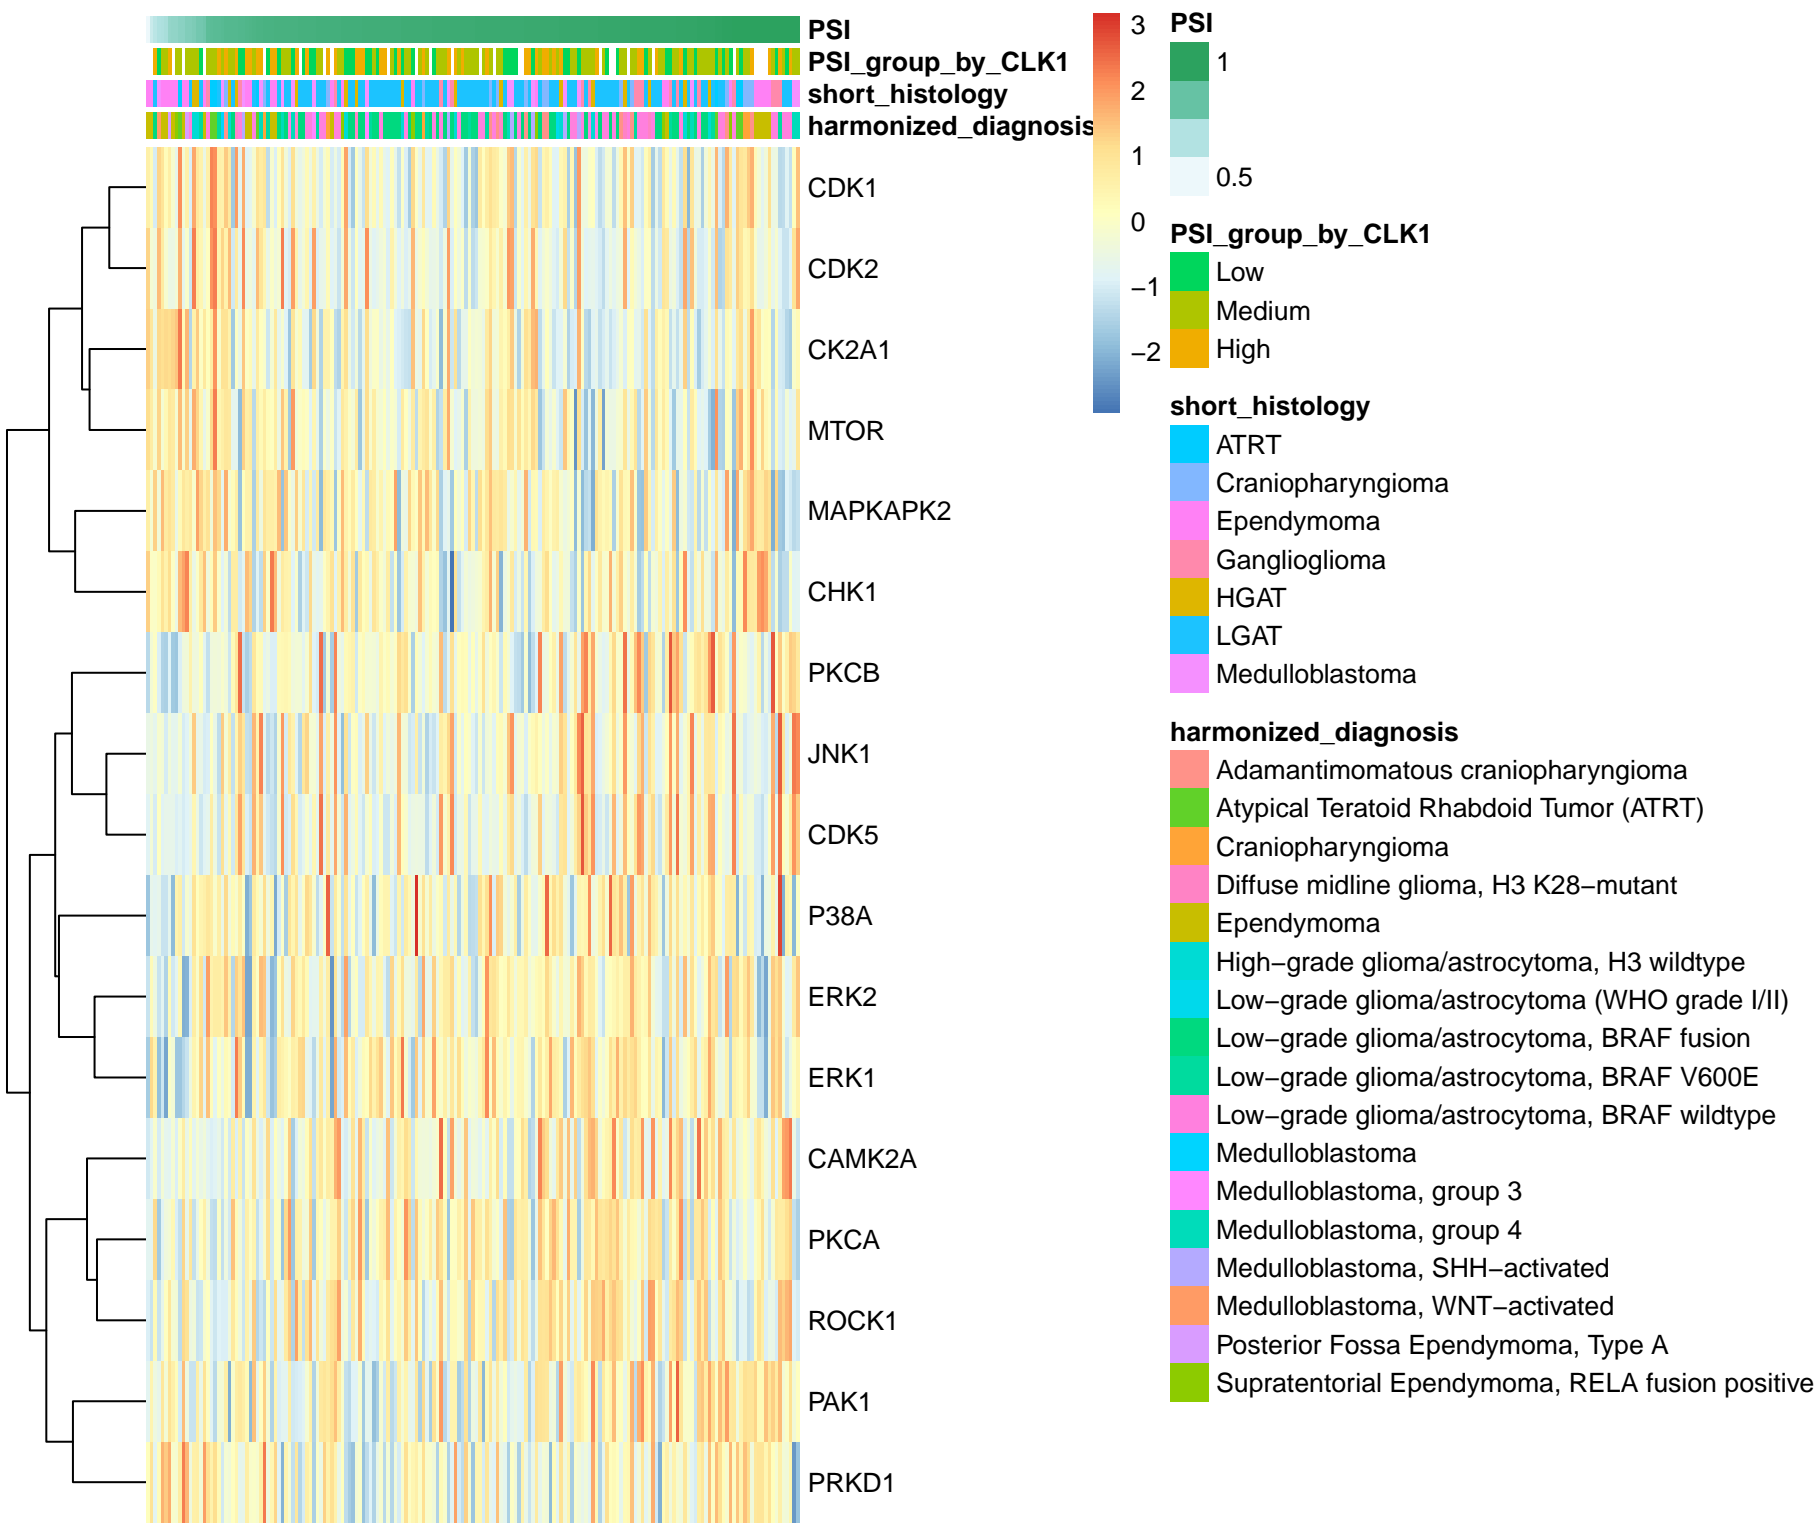 PSI
PSI_group_by_CLK1
short_histology
harmonized_diagnosis
CDK1
CDK2
CK2A1
MTOR
MAPKAPK2
CHK1
PKCB
JNK1
CDK5
P38A
ERK2
ERK1
CAMK2A
PKCA
ROCK1
PAK1
PRKD1
3
2
1
0
−1
−2
PSI
1
0.5
PSI_group_by_CLK1
Low
Medium
High
short_histology
ATRT
Craniopharyngioma
Ependymoma
Ganglioglioma
HGAT
LGAT
Medulloblastoma
harmonized_diagnosis
Adamantimomatous craniopharyngioma
Atypical Teratoid Rhabdoid Tumor (ATRT)
Craniopharyngioma
Diffuse midline glioma, H3 K28−mutant
Ependymoma
High−grade glioma/astrocytoma, H3 wildtype
Low−grade glioma/astrocytoma (WHO grade I/II)
Low−grade glioma/astrocytoma, BRAF fusion
Low−grade glioma/astrocytoma, BRAF V600E
Low−grade glioma/astrocytoma, BRAF wildtype
Medulloblastoma
Medulloblastoma, group 3
Medulloblastoma, group 4
Medulloblastoma, SHH−activated
Medulloblastoma, WNT−activated
Posterior Fossa Ependymoma, Type A
Supratentorial Ependymoma, RELA fusion positive